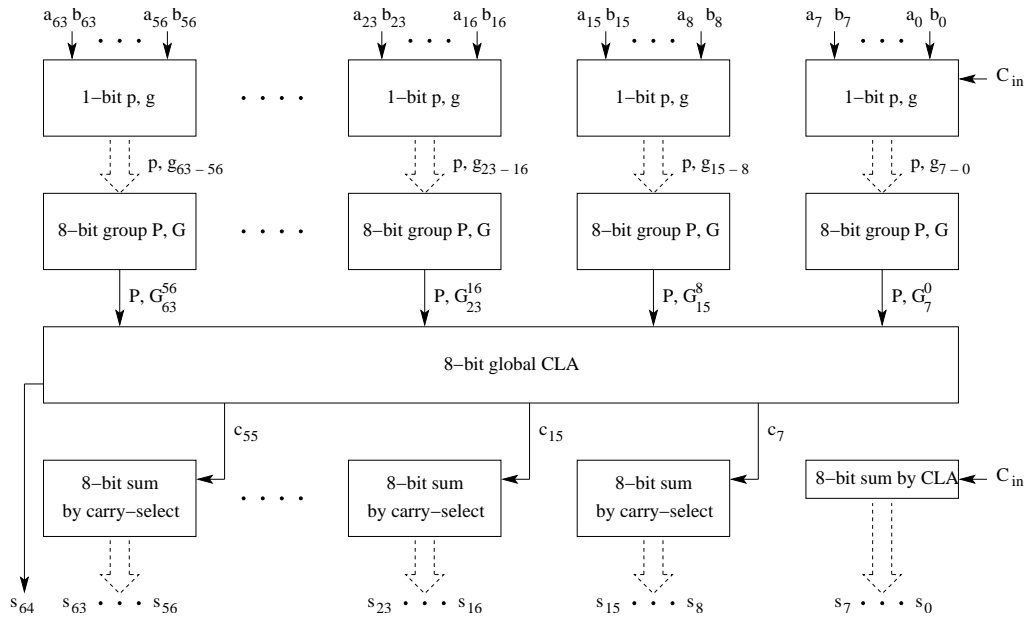 a63 b63 a56 b56 a23 b23 a16 b16 a15 b15 a8 b8 a7 b7 a0 b0
1−bit p, g 1−bit p, g 1−bit p, g 1−bit p, g Cin
p, g63 − 56 p, g23 − 16 p, g15 − 8 p, g7 − 0
8−bit group P, G 8−bit group P, G 8−bit group P, G 8−bit group P, G
P, G56 63 P, G16 23 P, G8 15 P, G0 7
8−bit global CLA
c55 c15 c7
8−bit sum by carry−select 8−bit sum by carry−select 8−bit sum by carry−select 8−bit sum by CLA Cin
s64 s63 s56 s23 s16 s15 s8 s7 s0